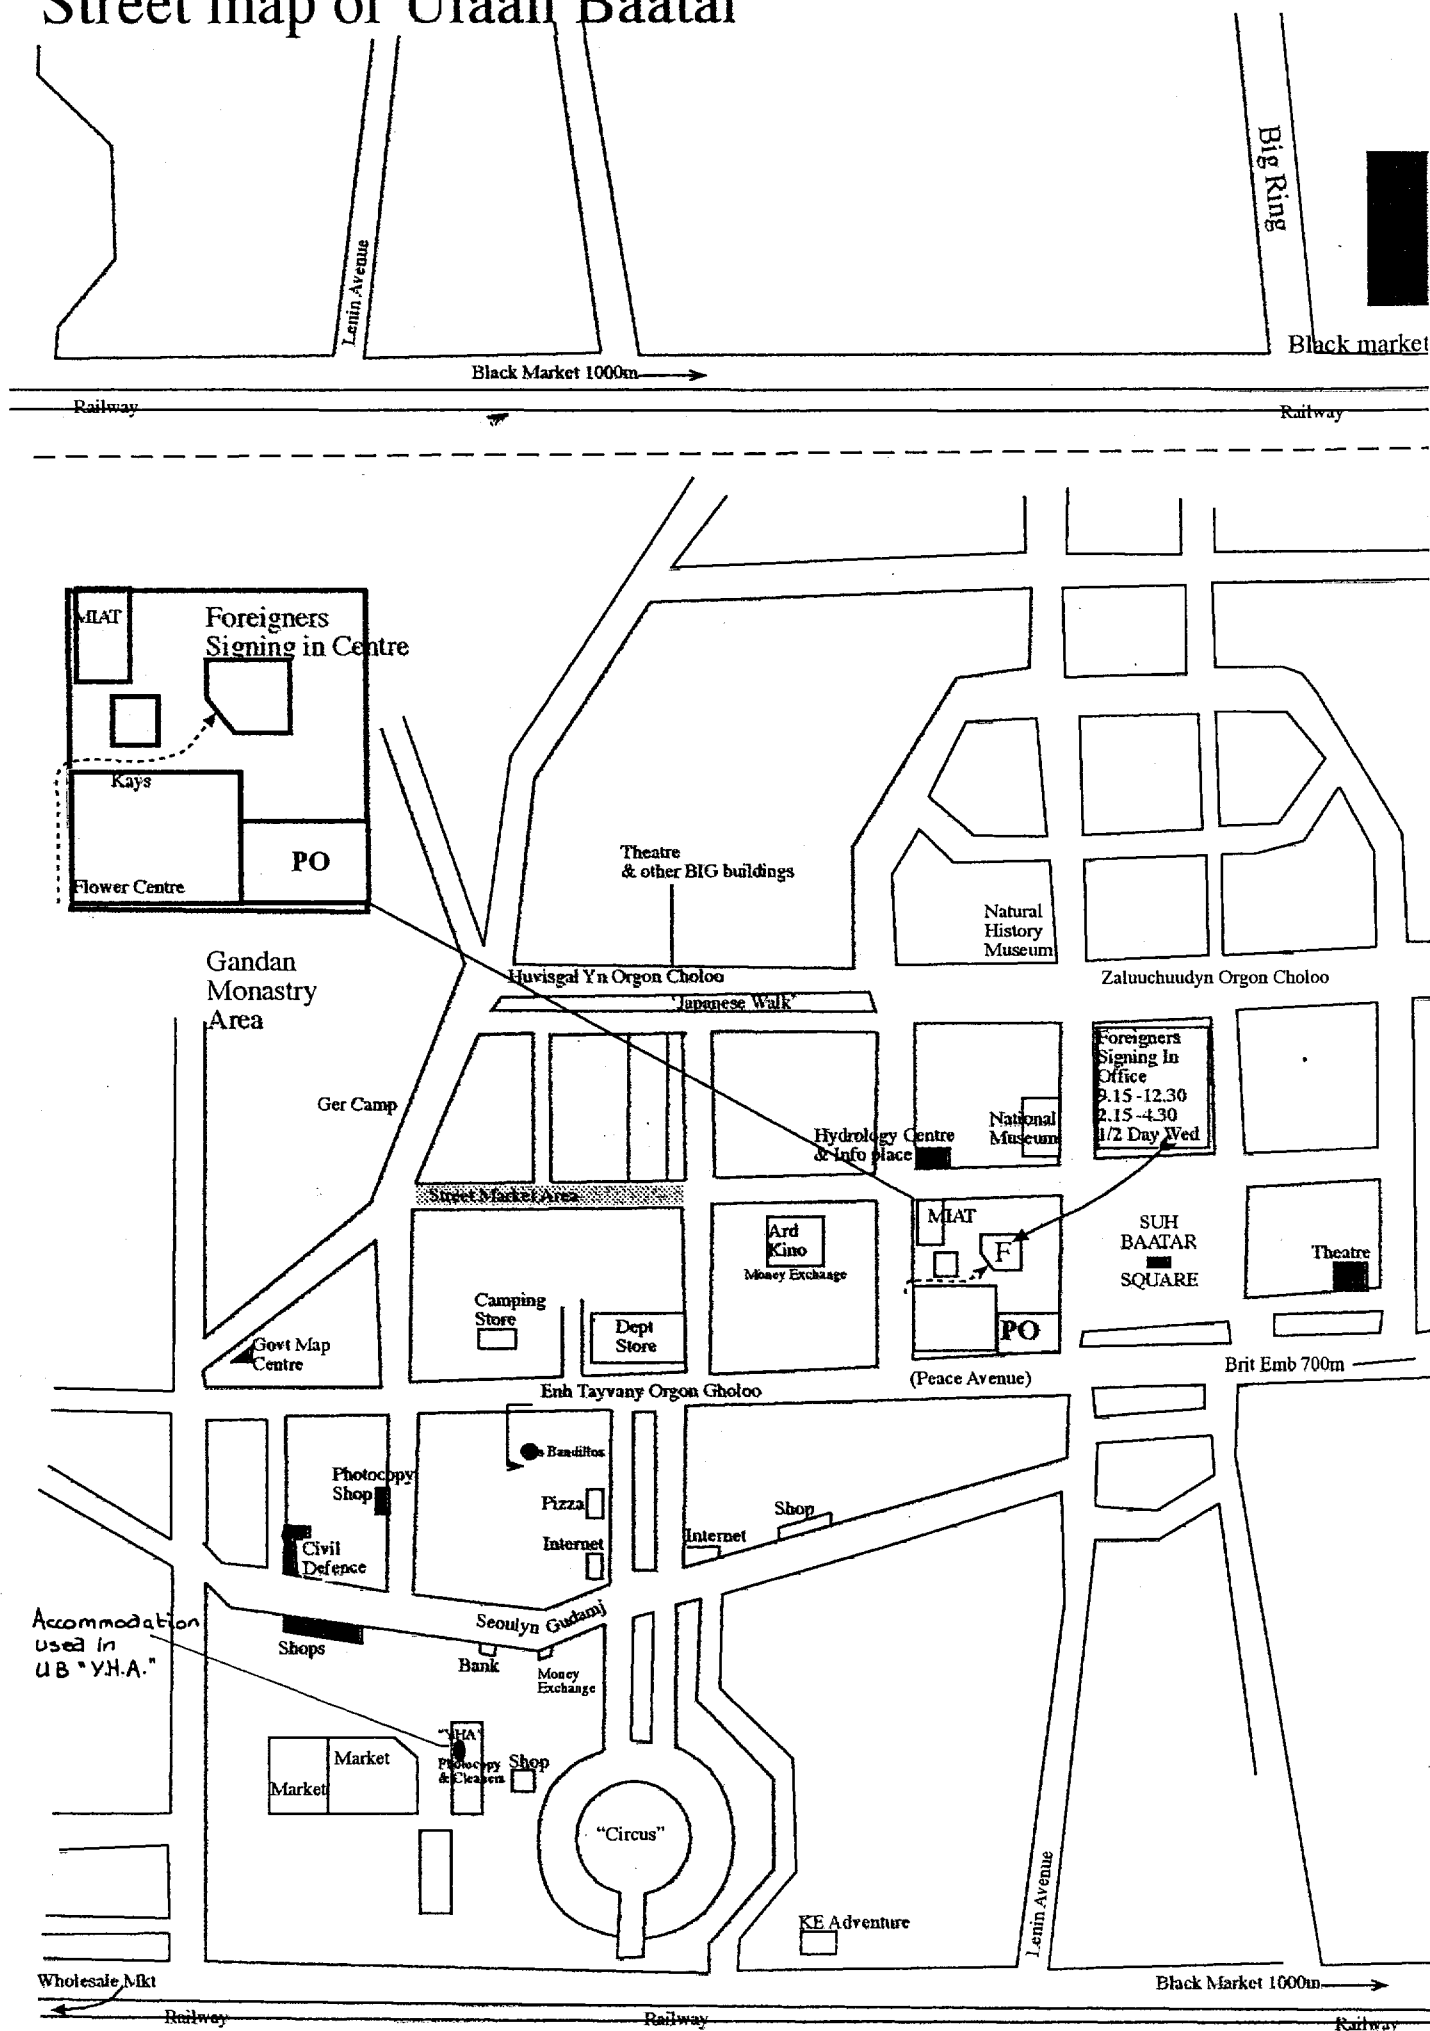 Street map of Ulaan Baatar
Big Ring
Lenin Avenue
Black market
Black Market 1000m
Railway
Railway
MIAT
Foreigners
Signing in Centre
Kays
PO
Flower Centre
Theatre
& other BIG buildings
Natural
History
Museum
Gandan
Monastry
Area
Huvisgal Yn Orgon Choloo
Zaluuchuudyn Orgon Choloo
"Japanese Walk"
Foreigners
Signing In
Office
9.15 -12.30
2.15 -4.30
1/2 Day Wed
Ger Camp
National
Museum
Hydrology Centre
& Info place
Street Market Area
MIAT
Ard
Kino
Money Exchange
F
SUH
BAATAR
SQUARE
Theatre
Camping
Store
Dept
Store
PO
Govt Map
Centre
Brit Emb 700m
(Peace Avenue)
Enh Tayvany Orgon Gholoo
Bandittos
Photocopy
Shop
Pizza
Shop
Internet
Internet
Civil
Defence
Accommodation
used in
UB "Y.H.A."
Seoulyn Gudamj
Shops
Bank
Money
Exchange
"YHA"
Photocopy
& Cleaners
Shop
Market
Market
"Circus"
Lenin Avenue
KE Adventure
Wholesale Mkt
Black Market 1000m
Railway
Railway
Railway